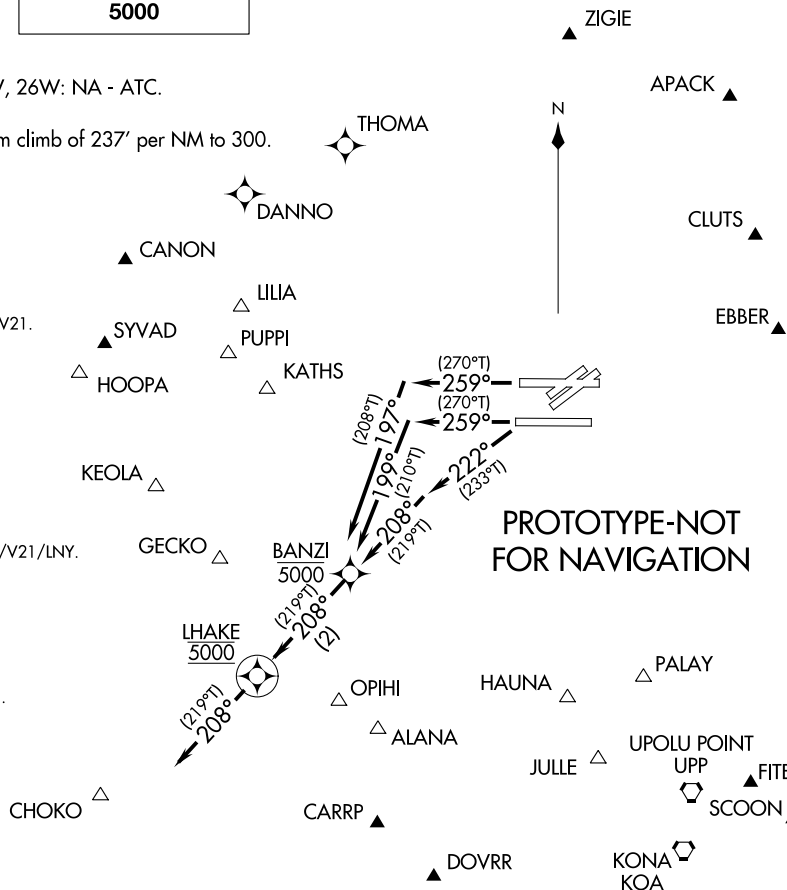 5000
ZIGIE
, 26W: NA - ATC.
APACK
THOMA
climb of 237' per NM to 300.
N
DANNO
CLUTS
CANON
LILIA
V21.
EBBER
SYVAD
PUPPI
HOOPA
KATHS
(270°T)
259°
(270°T)
259°
(208°T)
197°
199°
(210°T)
222°
(233°T)
KEOLA
208°
(219°T)
PROTOTYPE-NOT
FOR NAVIGATION
/V21/LNY.
GECKO
BANZI
5000
(219°T)
208°
(2)
LHAKE
5000
OPIHI
HAUNA
PALAY
(219°T)
208°
ALANA
JULLE
UPOLU POINT
UPP
CHOKO
CARRP
SCOON
DOVRR
KONA
KOA